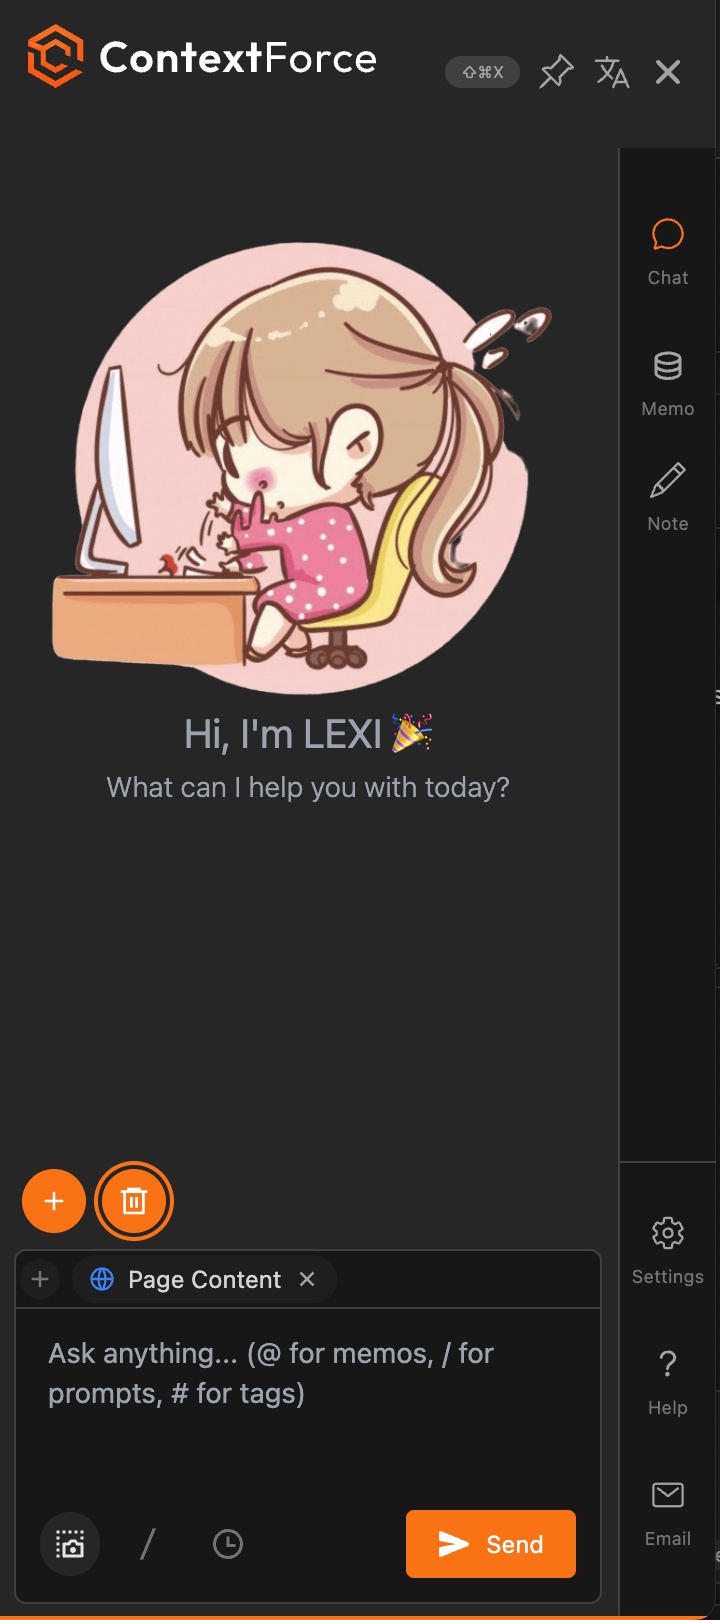 ContextForce
⇧⌘X
Chat
Memo
Note
Hi, I'm LEXI 🎉
What can I help you with today?
Page Content
Ask anything... (@ for memos, / for
prompts, # for tags)
Send
Settings
Help
Email